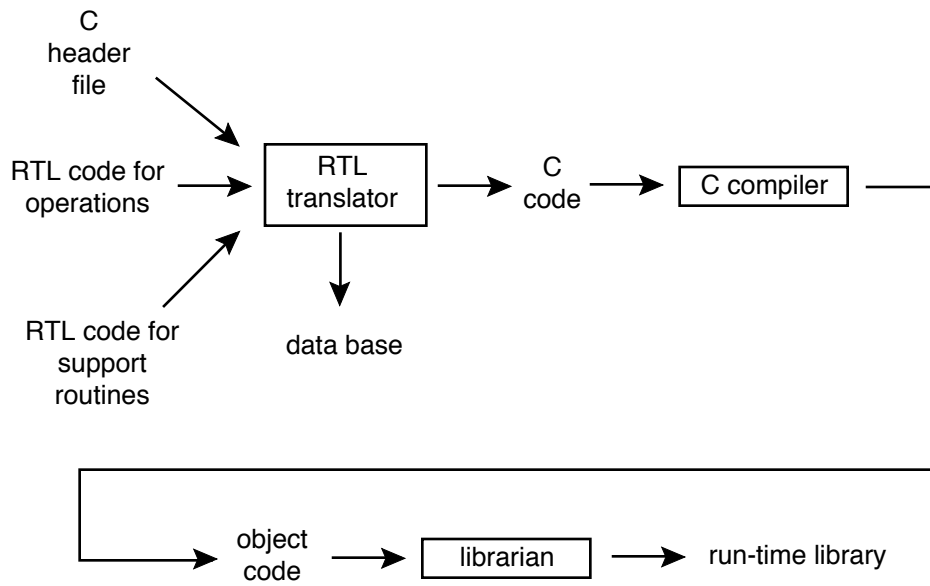 C
header
file
RTL code for
operations
RTL
translator
C
code
C compiler
RTL code for
support
routines
data base
object
code
librarian
run-time library